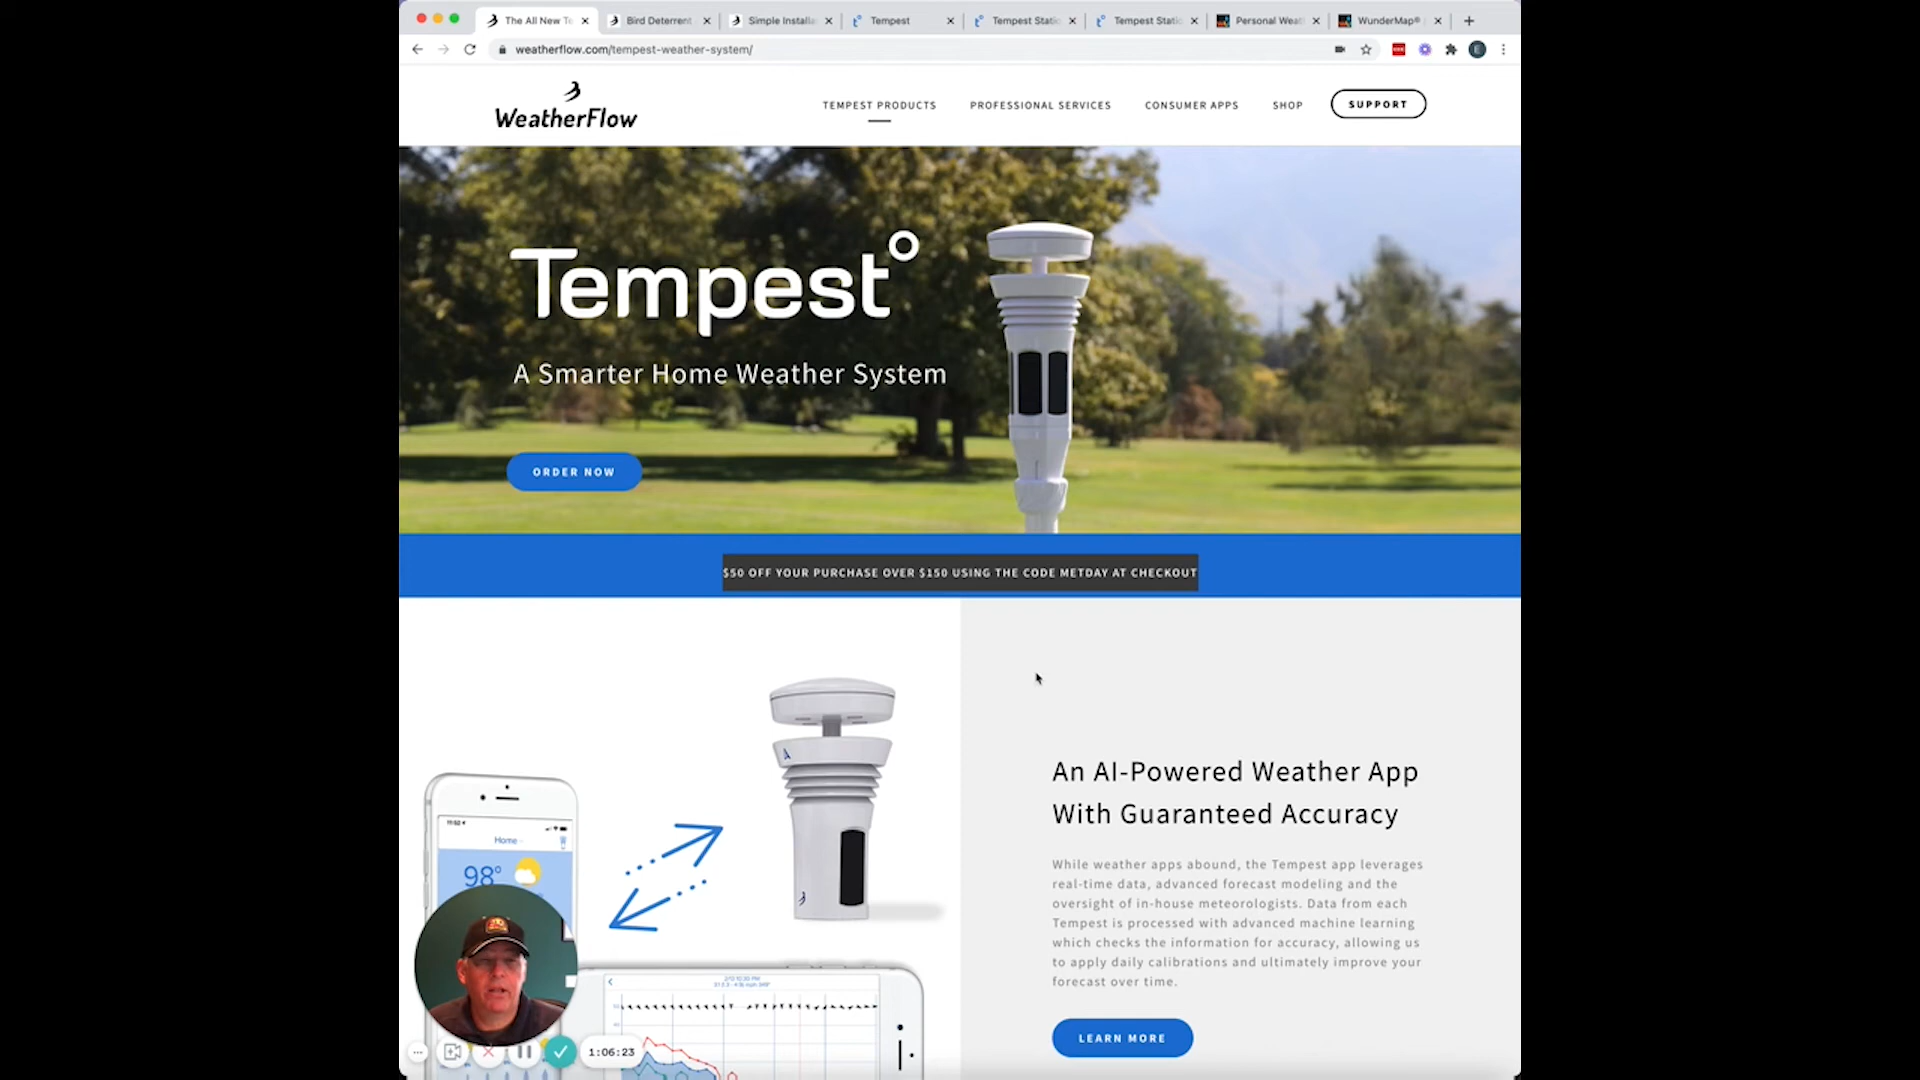 The All New Te
Bird Deterrent
Simple Installa
Tempest
Tempest Statio
Tempest Statio
Personal Weat
WunderMap®
weatherflow.com/tempest-weather-system/
E
WeatherFlow
TEMPEST PRODUCTS
PROFESSIONAL SERVICES
CONSUMER APPS
SHOP
SUPPORT
Tempest°
A Smarter Home Weather System
ORDER NOW
$50 OFF YOUR PURCHASE OVER $150 USING THE CODE METDAY AT CHECKOUT
11:52
Home
98°
An AI-Powered Weather App
With Guaranteed Accuracy
While weather apps abound, the Tempest app leverages
real-time data, advanced forecast modeling and the
oversight of in-house meteorologists. Data from each
Tempest is processed with advanced machine learning
which checks the information for accuracy, allowing us
to apply daily calibrations and ultimately improve your
forecast over time.
LEARN MORE
1:06:23